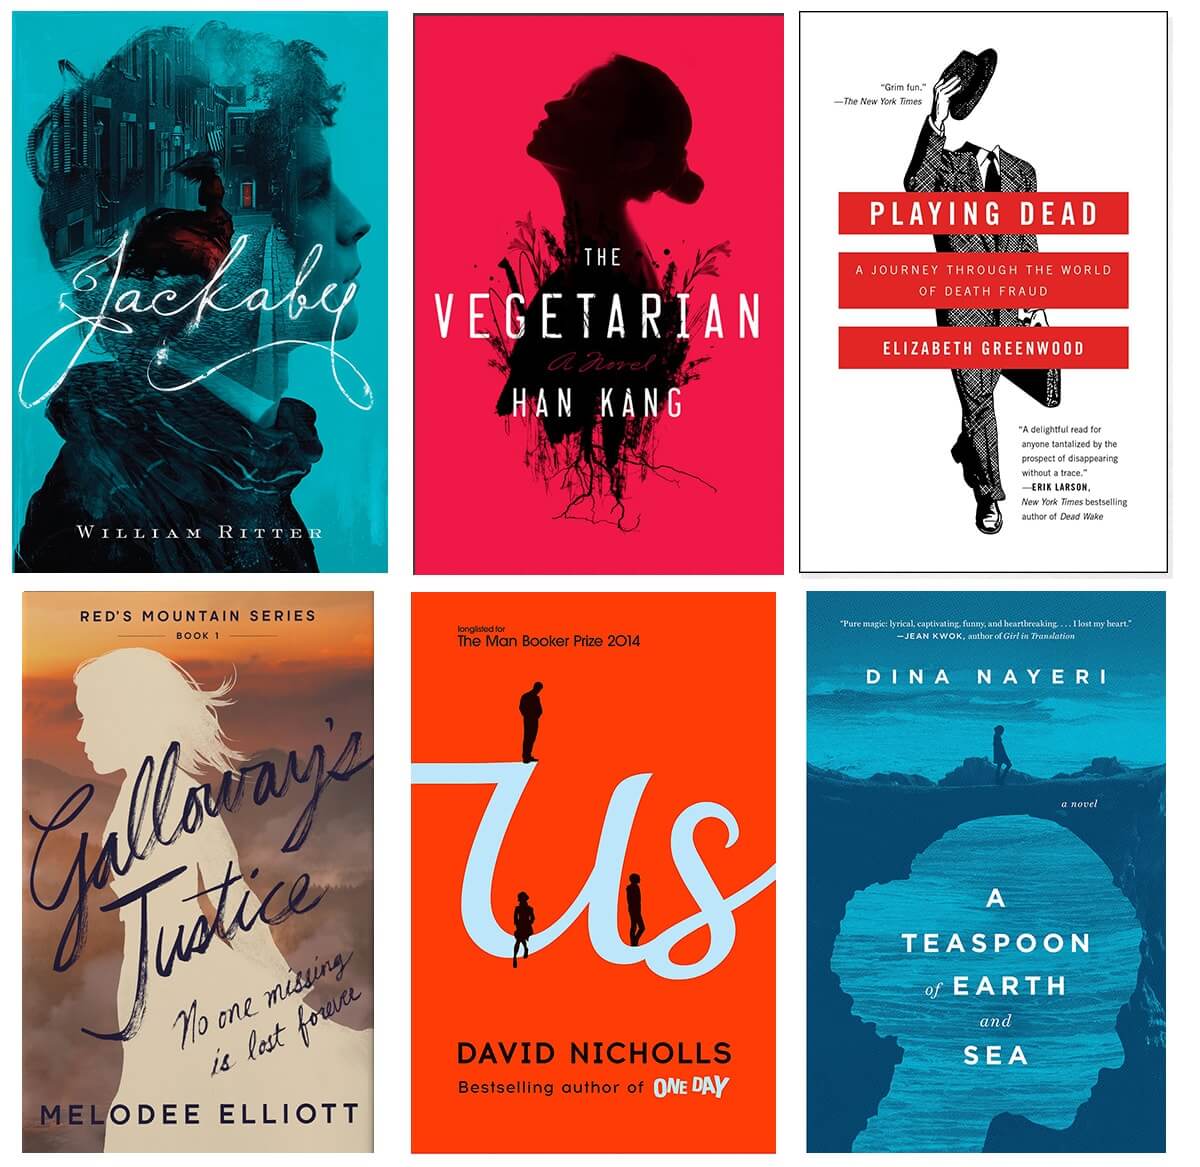 Jackaby
WILLIAM RITTER
THE
VEGETARIAN
A Novel
HAN KANG
“Grim fun.”
—The New York Times
PLAYING DEAD
A JOURNEY THROUGH THE WORLD
OF DEATH FRAUD
ELIZABETH GREENWOOD
“A delightful read for
anyone tantalized by the
prospect of disappearing
without a trace.”
—ERIK LARSON,
New York Times bestselling
author of Dead Wake
RED'S MOUNTAIN SERIES
BOOK 1
Galloway's
Justice
No one missing
is lost forever
MELODEE ELLIOTT
longlisted for
The Man Booker Prize 2014
Us
DAVID NICHOLLS
Bestselling author of ONE DAY
“Pure magic: lyrical, captivating, funny, and heartbreaking. . . . I lost my heart.”
—JEAN KWOK, author of Girl in Translation
DINA NAYERI
a novel
A
TEASPOON
of EARTH
and
SEA